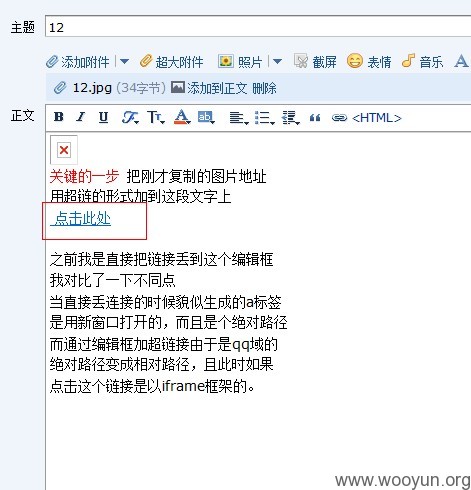 主题 12
添加附件 超大附件 照片 截屏 表情 音乐 A
12.jpg (34字节) 添加到正文 删除
正文 B I U F TT A ab <HTML>
关键的一步 把刚才复制的图片地址
用超链的形式加到这段文字上
点击此处
之前我是直接把链接丢到这个编辑框
我对比了一下不同点
当直接丢连接的时候貌似生成的a标签
是用新窗口打开的，而且是个绝对路径
而通过编辑框加超链接由于是qq域的
绝对路径变成相对路径，且此时如果
点击这个链接是以iframe框架的。
www.wooyun.org